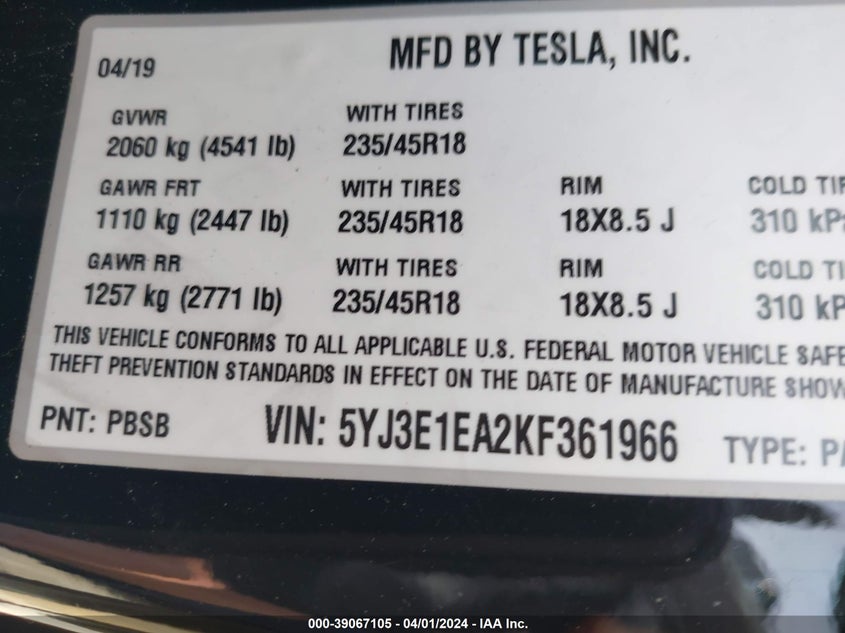 04/19
MFD BY TESLA, INC.
GVWR
WITH TIRES
2060 kg (4541 lb)
235/45R18
GAWR FRT
WITH TIRES
RIM
COLD
1110 kg (2447 lb)
235/45R18
18X8.5 J
310
GAWR RR
WITH TIRES
RIM
COLD
1257 kg (2771 lb)
235/45R18
18X8.5 J
310
THIS VEHICLE CONFORMS TO ALL APPLICABLE U.S. FEDERAL MOTOR VEHICLE SAFE
THEFT PREVENTION STANDARDS IN EFFECT ON THE DATE OF MANUFACTURE SHOW
PNT: PBSB
VIN: 5YJ3E1EA2KF361966
TYPE: PA
000-39067105 - 04/01/2024 - IAA Inc.